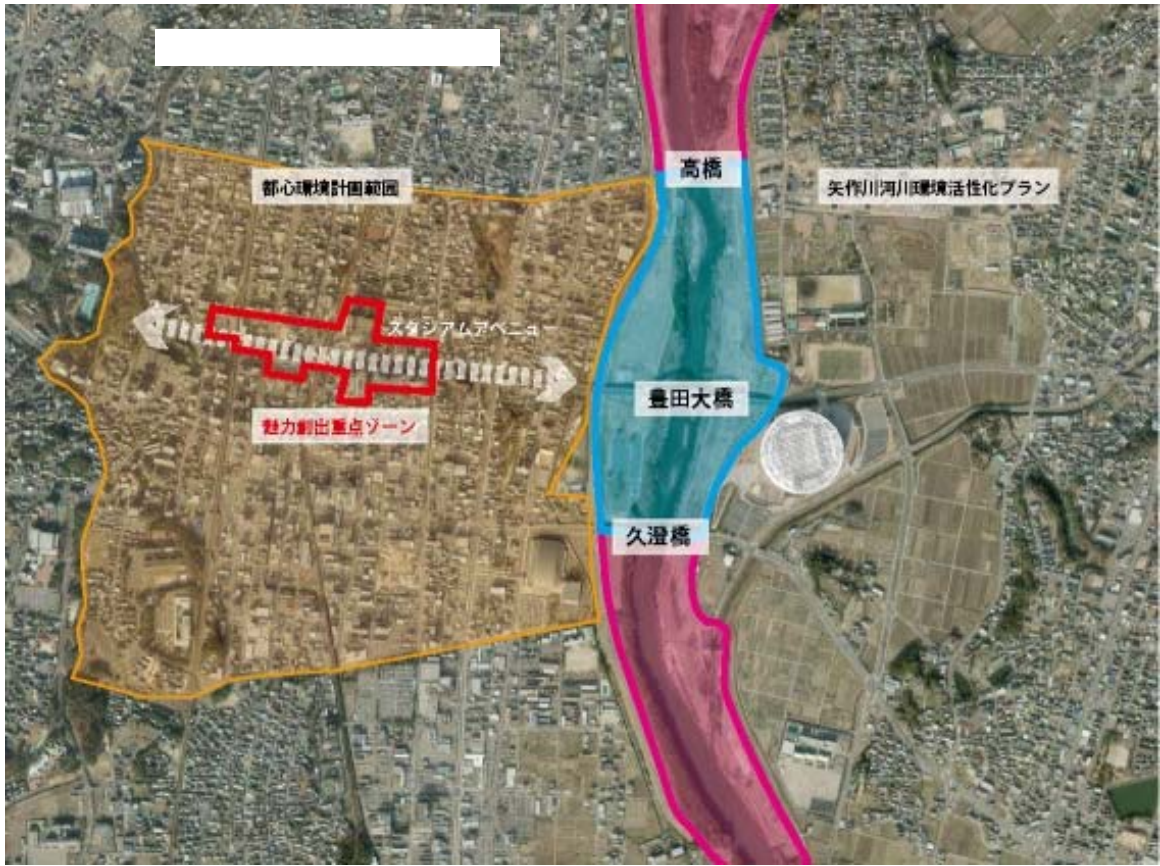 高橋
都心環境計画範囲
矢作川河川環境活性化プラン
スタジアムアベニュー
豊田大橋
魅力創出重点ゾーン
久澄橋